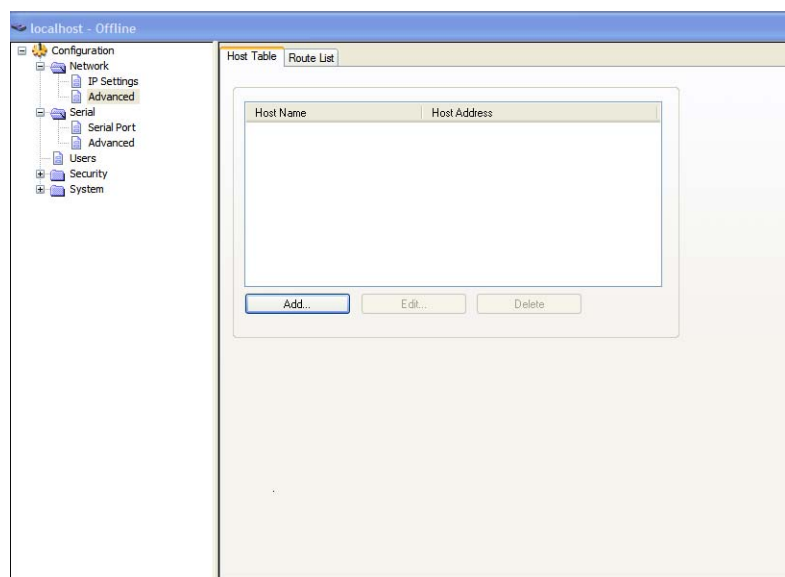 localhost - Offline
Configuration
Network
IP Settings
Advanced
Serial
Serial Port
Advanced
Users
Security
System
Host Table
Route List
Host Name
Host Address
Add...
Edit...
Delete